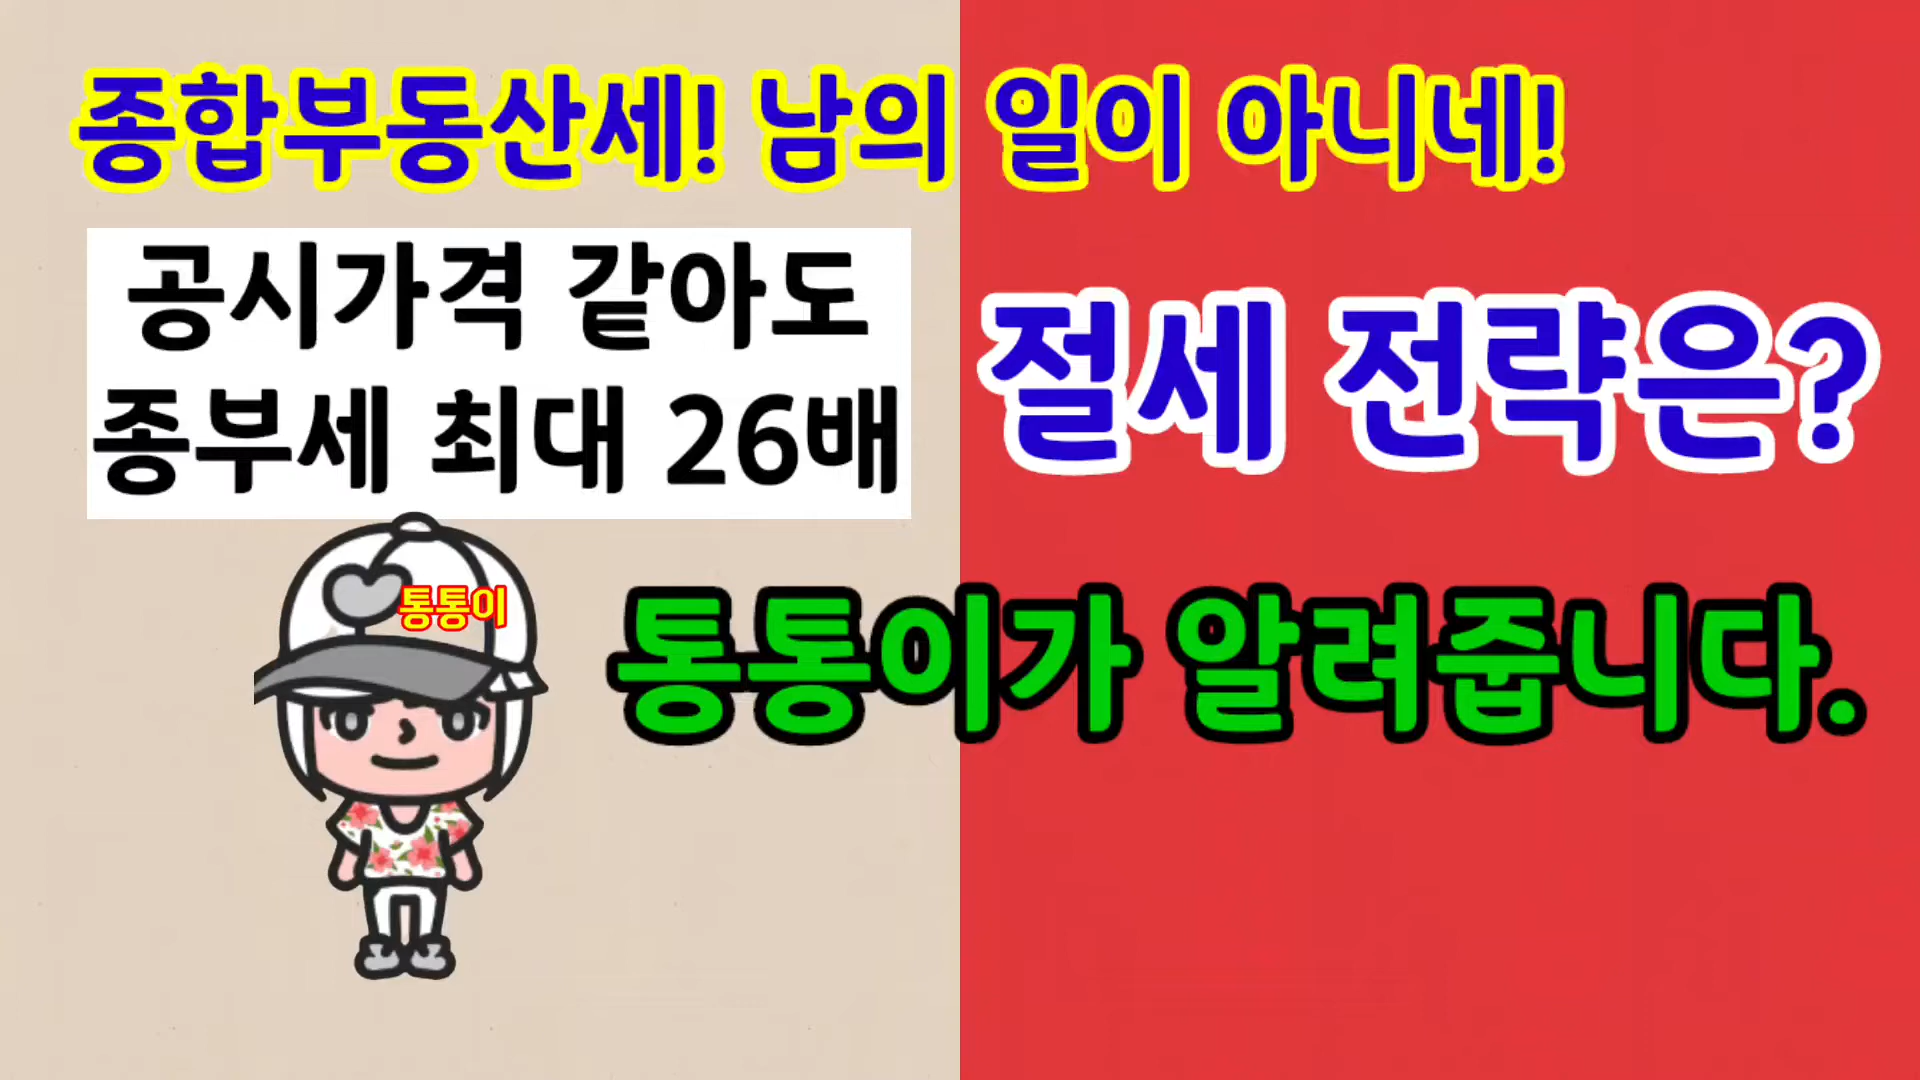 종합부동산세! 남의 일이 아니네!
공시가격 같아도
종부세 최대 26배
절세 전략은?
통통이
통통이가 알려줍니다.